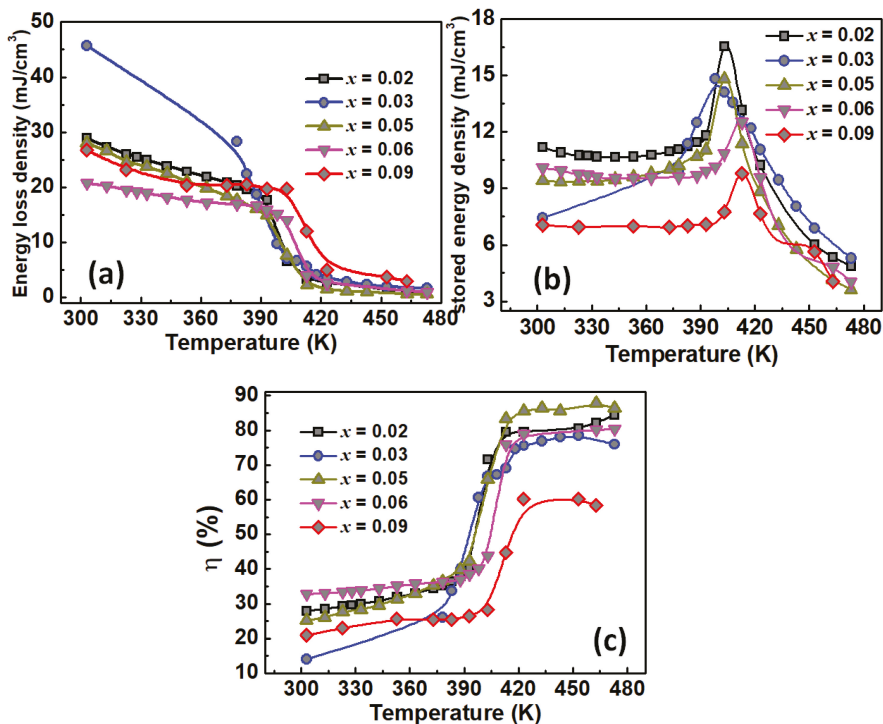 Energy loss density (mJ/cm³)
50
40
30
20
10
0
x = 0.02
x = 0.03
x = 0.05
x = 0.06
x = 0.09
(a)
300 330 360 390 420 450 480
Temperature (K)
stored energy density (mJ/cm³)
18
15
12
9
6
3
x = 0.02
x = 0.03
x = 0.05
x = 0.06
x = 0.09
(b)
300 330 360 390 420 450 480
Temperature (K)
η (%)
90
80
70
60
50
40
30
20
10
x = 0.02
x = 0.03
x = 0.05
x = 0.06
x = 0.09
(c)
300 330 360 390 420 450 480
Temperature (K)